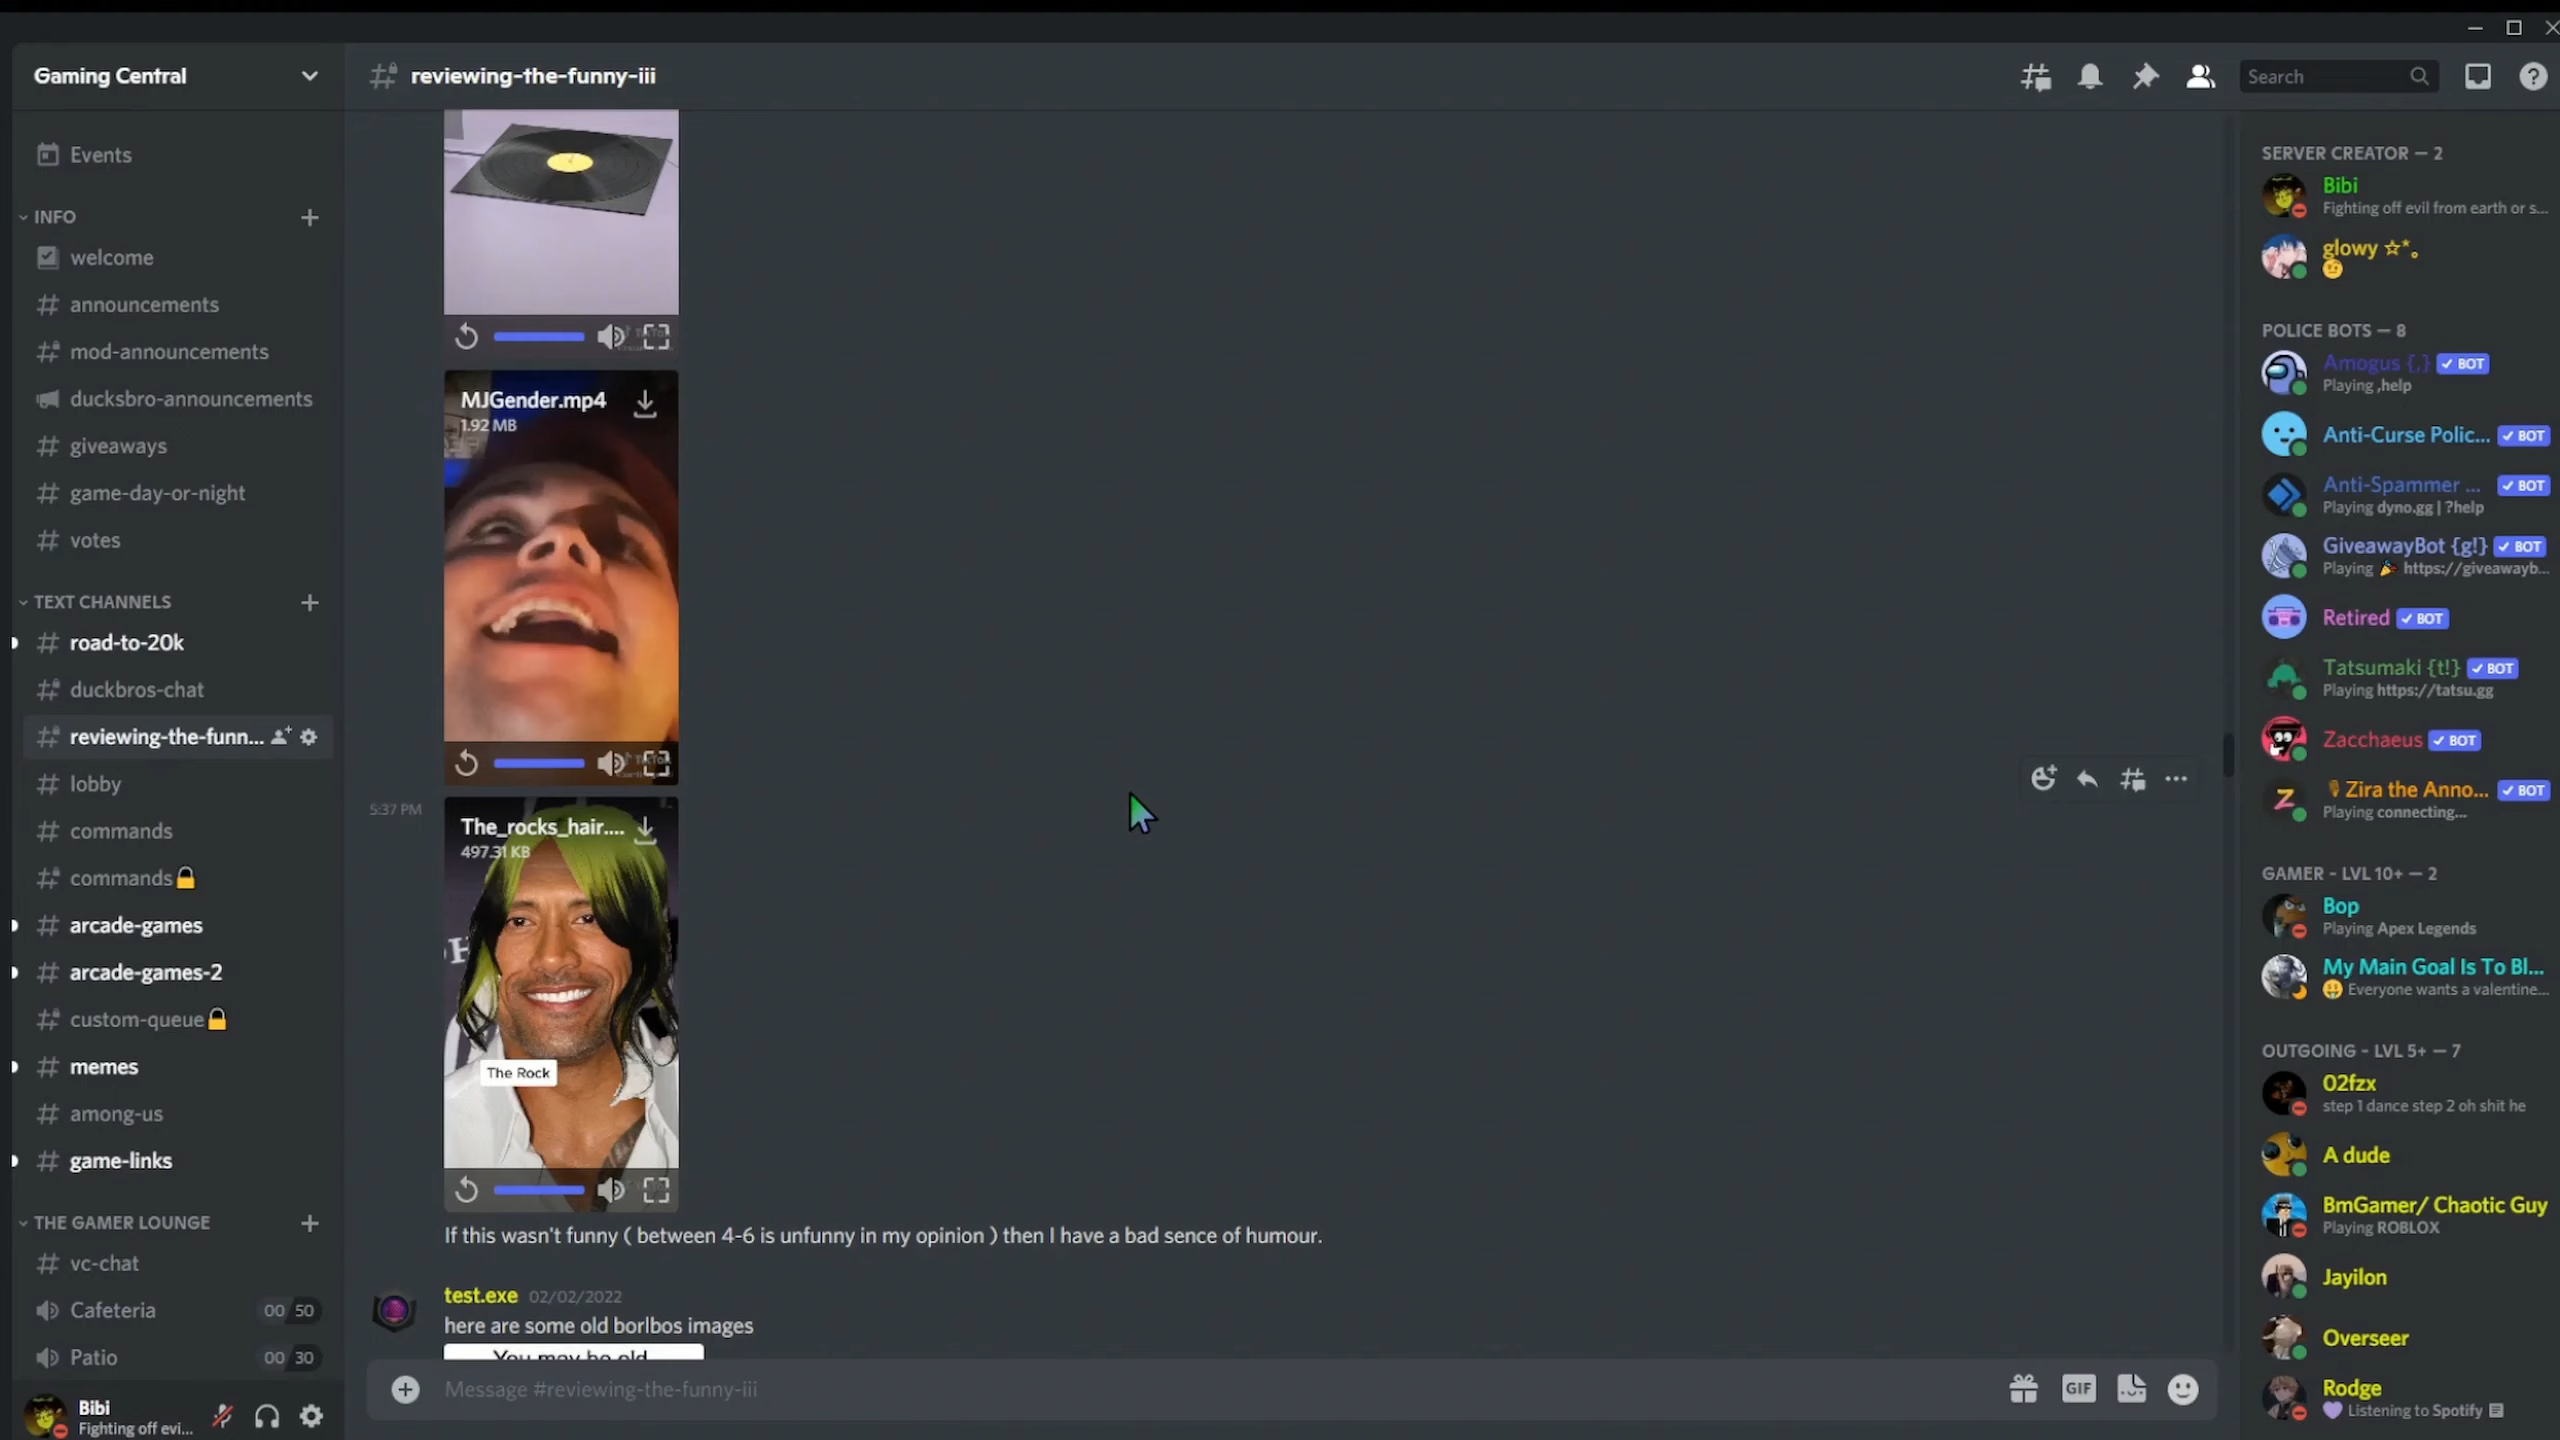 Gaming Central
reviewing-the-funny-iii
Search
Events
INFO
welcome
announcements
mod-announcements
ducksbro-announcements
giveaways
game-day-or-night
votes
TEXT CHANNELS
road-to-20k
duckbros-chat
reviewing-the-funn...
lobby
commands
commands🔒
arcade-games
arcade-games-2
custom-queue🔒
memes
among-us
game-links
THE GAMER LOUNGE
vc-chat
Cafeteria 00 50
Patio 00 30
Bibi
Fighting off evi...
MJGender.mp4
1.92 MB
5:37 PM
The_rocks_hair....
497.31 KB
The Rock
If this wasn't funny ( between 4-6 is unfunny in my opinion ) then I have a bad sence of humour.
test.exe 02/02/2022
here are some old borlbos images
You may be old
Message #reviewing-the-funny-iii
GIF
SERVER CREATOR — 2
Bibi
Fighting off evil from earth or s...
glowy ☆*。
POLICE BOTS — 8
Amogus {,} ✓ BOT
Playing ,help
Anti-Curse Polic... ✓ BOT
Anti-Spammer ... ✓ BOT
Playing dyno.gg | ?help
GiveawayBot {g!} ✓ BOT
Playing 🎉 https://giveawayb...
Retired ✓ BOT
Tatsumaki {t!} ✓ BOT
Playing https://tatsu.gg
Zacchaeus ✓ BOT
🎙Zira the Anno... ✓ BOT
Playing connecting...
GAMER - LVL 10+ — 2
Bop
Playing Apex Legends
My Main Goal Is To Bl...
🤑 Everyone wants a valentine...
OUTGOING - LVL 5+ — 7
02fzx
step 1 dance step 2 oh shit he
A dude
BmGamer/ Chaotic Guy
Playing ROBLOX
Jayilon
Overseer
Rodge
💜 Listening to Spotify